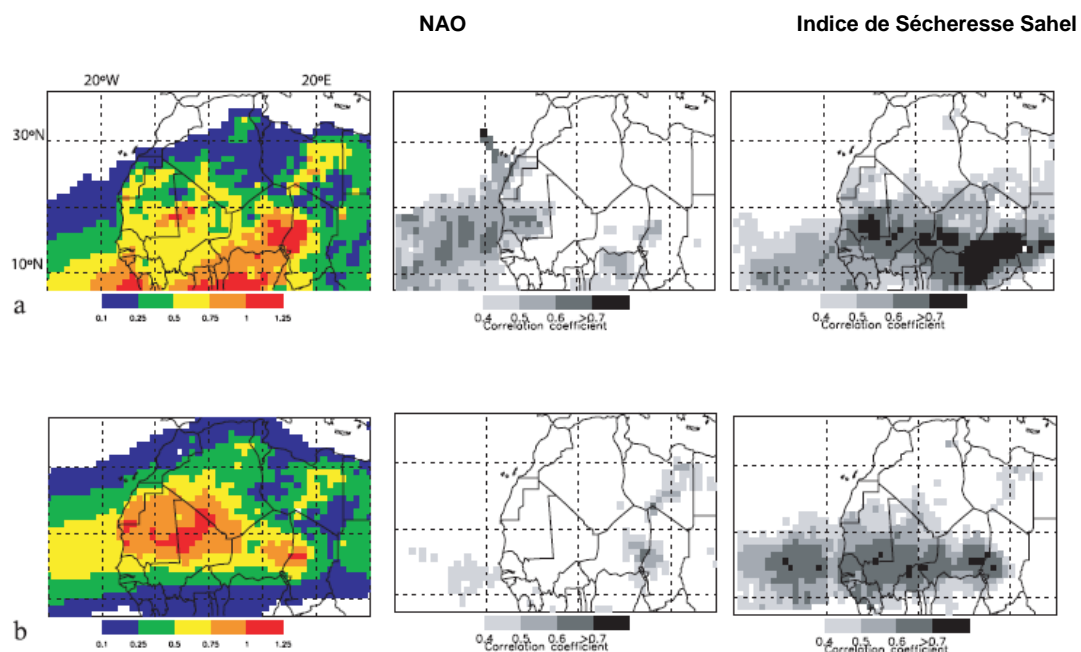 NAO
Indice de Sécheresse Sahel
20ºW 20ºE
30ºN
10ºN
a
0.1 0.25 0.5 0.75 1 1.25
0.4 0.5 0.6 >0.7
Correlation coefficient
0.4 0.5 0.6 >0.7
Correlation coefficient
b
0.1 0.25 0.5 0.75 1 1.25
0.4 0.5 0.6 >0.7
Correlation coefficient
0.4 0.5 0.6 >0.7
Correlation coefficient